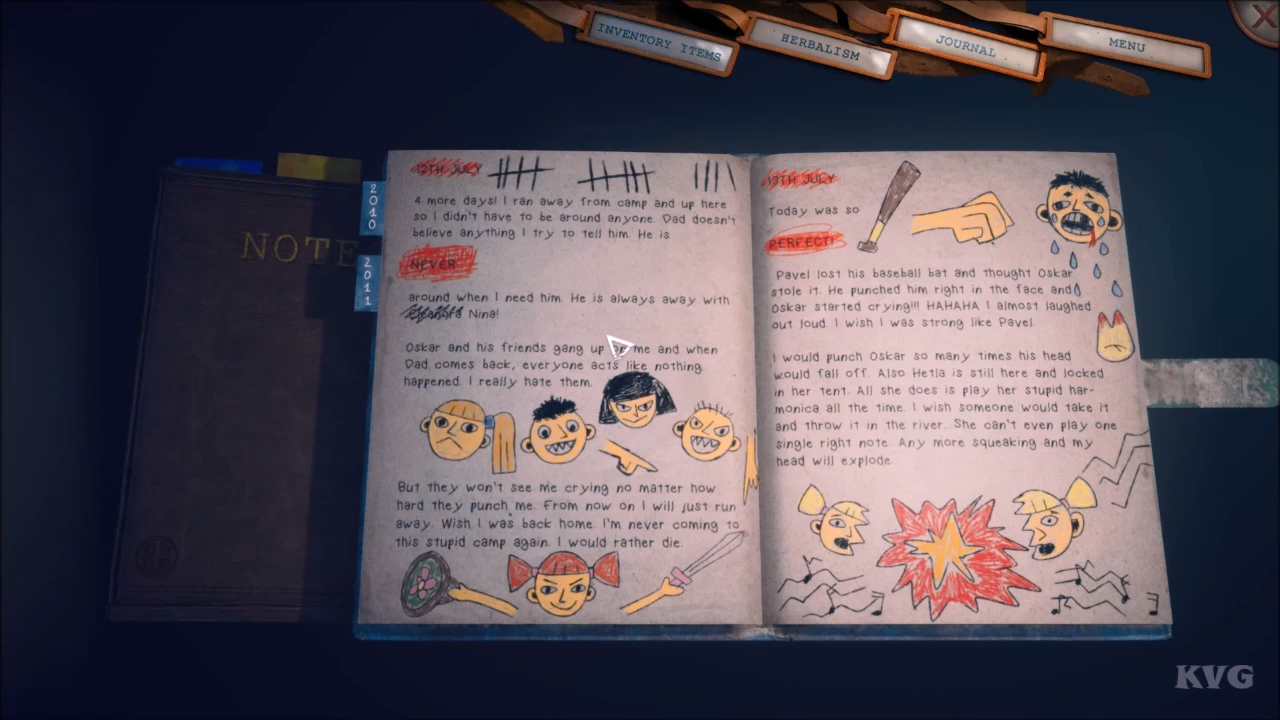 INVENTORY ITEMS
HERBALISM
JOURNAL
MENU
NOTE
2010
2011
12TH JULY
4 more days! I ran away from camp and up here
so I didn't have to be around anyone. Dad doesn't
believe anything I try to tell him. He is
NEVER
around when I need him. He is always away with
Nina!
Oskar and his friends gang up on me and when
Dad comes back, everyone acts like nothing
happened. I really hate them.
But they won't see me crying no matter how
hard they punch me. From now on I will just run
away. Wish I was back home. I'm never coming to
this stupid camp again. I would rather die.
13TH JULY
Today was so
PERFECT!
Pavel lost his baseball bat and thought Oskar
stole it. He punched him right in the face and
Oskar started crying!!! HAHAHA I almost laughed
out loud. I wish I was strong like Pavel.
I would punch Oskar so many times his head
would fall off. Also Hetla is still here and locked
in her tent. All she does is play her stupid har-
monica all the time. I wish someone would take it
and throw it in the river. She can't even play one
single right note. Any more squeaking and my
head will explode.
KVG